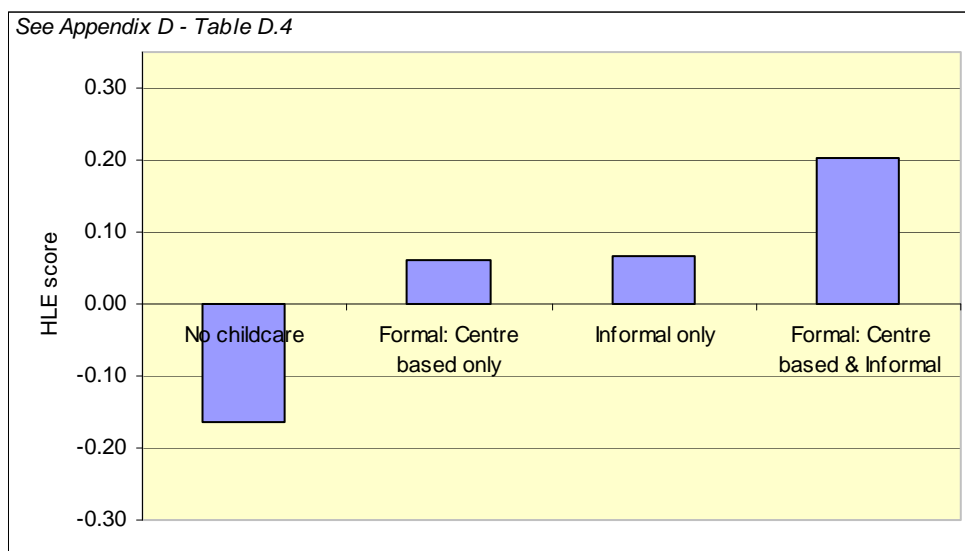 See Appendix D - Table D.4
0.30
0.20
0.10
0.00
-0.10
-0.20
-0.30
HLE score
No childcare
Formal: Centre
based only
Informal only
Formal: Centre
based & Informal